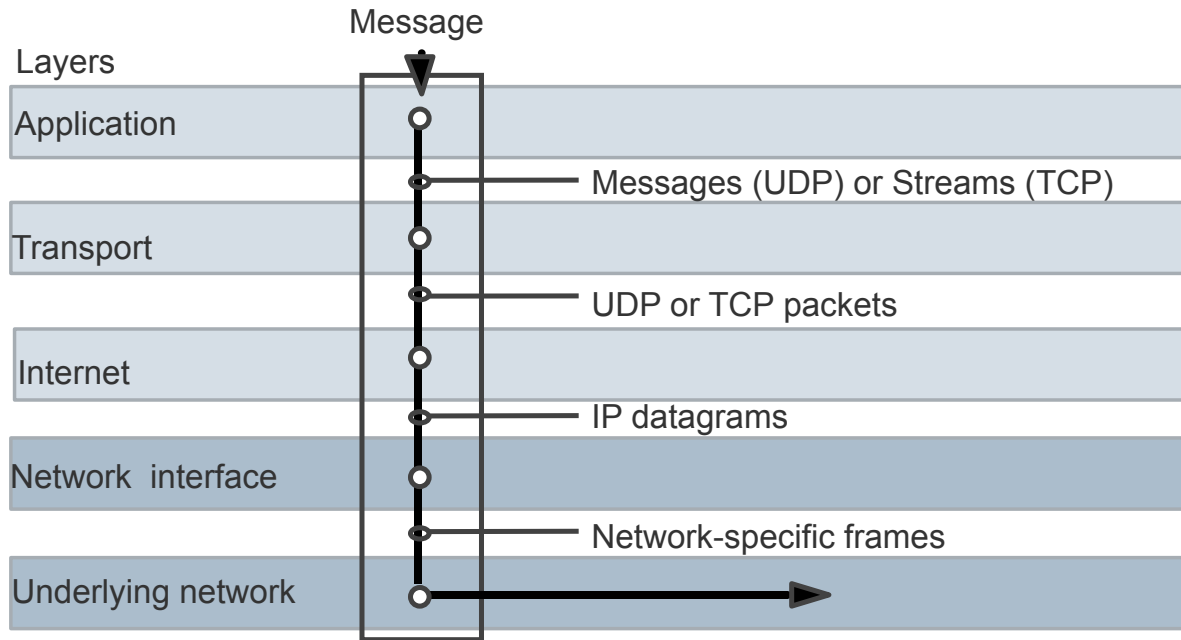 Message
Layers
Application
Messages (UDP) or Streams (TCP)
Transport
UDP or TCP packets
Internet
IP datagrams
Network interface
Network-specific frames
Underlying network